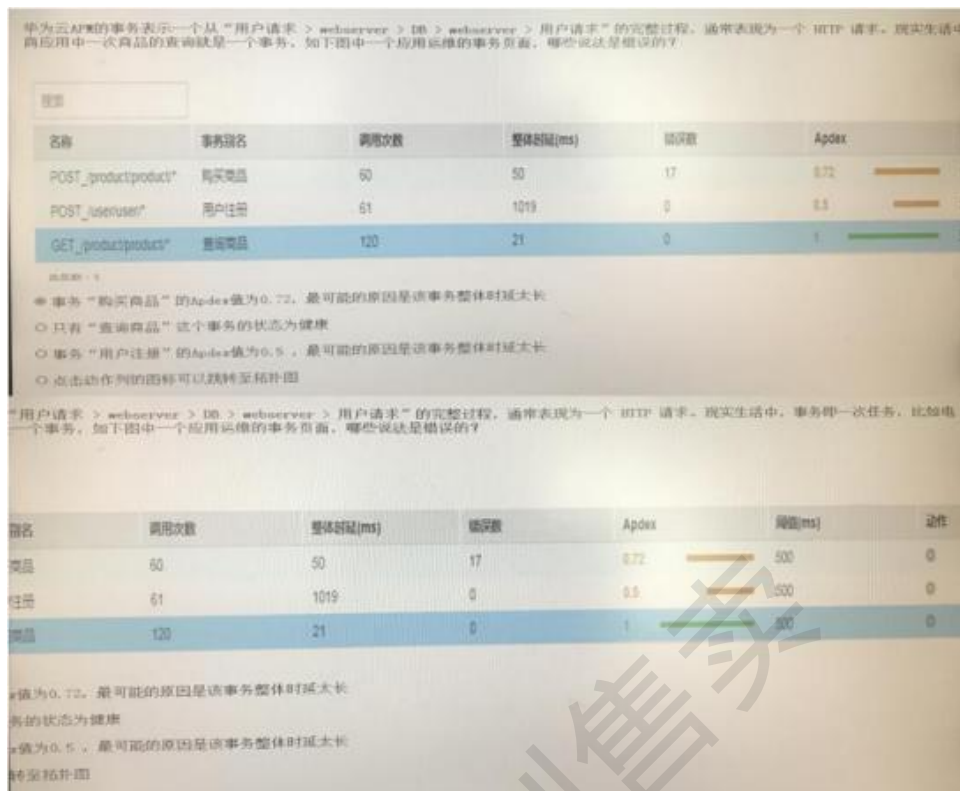 华为云APM的事务表示一个从“用户请求 > webserver > DB > webserver > 用户请求”的完整过程，通常表现为一个 HTTP 请求。现实生活中
商应用中一次商品的查询就是一个事务。如下图中一个应用运维的事务页面，哪些说法是错误的？
搜索
名称 事务别名 调用次数 整体时延(ms) 错误数 Apdex
POST_/product/product/* 购买商品 60 50 17 0.72
POST_/user/user/* 用户注册 61 1019 0 0.5
GET_/product/product/* 查询商品 120 21 0 1
事务“购买商品”的Apdex值为0.72，最可能的原因是该事务整体时延太长
只有“查询商品”这个事务的状态为健康
事务“用户注册”的Apdex值为0.5 ，最可能的原因是该事务整体时延太长
点击动作列的图标可以跳转至拓扑图
“用户请求 > webserver > DB > webserver > 用户请求”的完整过程，通常表现为一个 HTTP 请求。现实生活中，事务即一次任务，比如电
一个事务。如下图中一个应用运维的事务页面，哪些说法是错误的？
别名 调用次数 整体时延(ms) 错误数 Apdex 阈值(ms) 动作
商品 60 50 17 0.72 500
注册 61 1019 0 0.5 500
商品 120 21 0 1 500
x值为0.72，最可能的原因是该事务整体时延太长
务的状态为健康
x值为0.5 ，最可能的原因是该事务整体时延太长
转至拓扑图
售卖